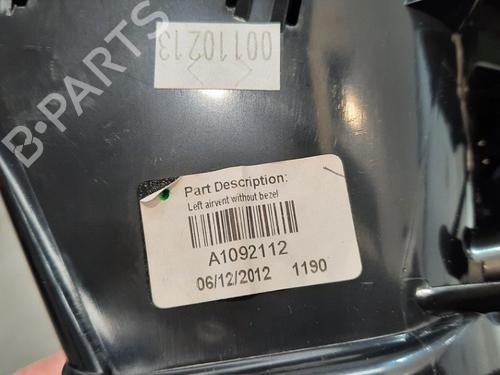 00110213
B-PARTS
Part Description:
Left airvent without bezel
A1092112
06/12/2012 1190